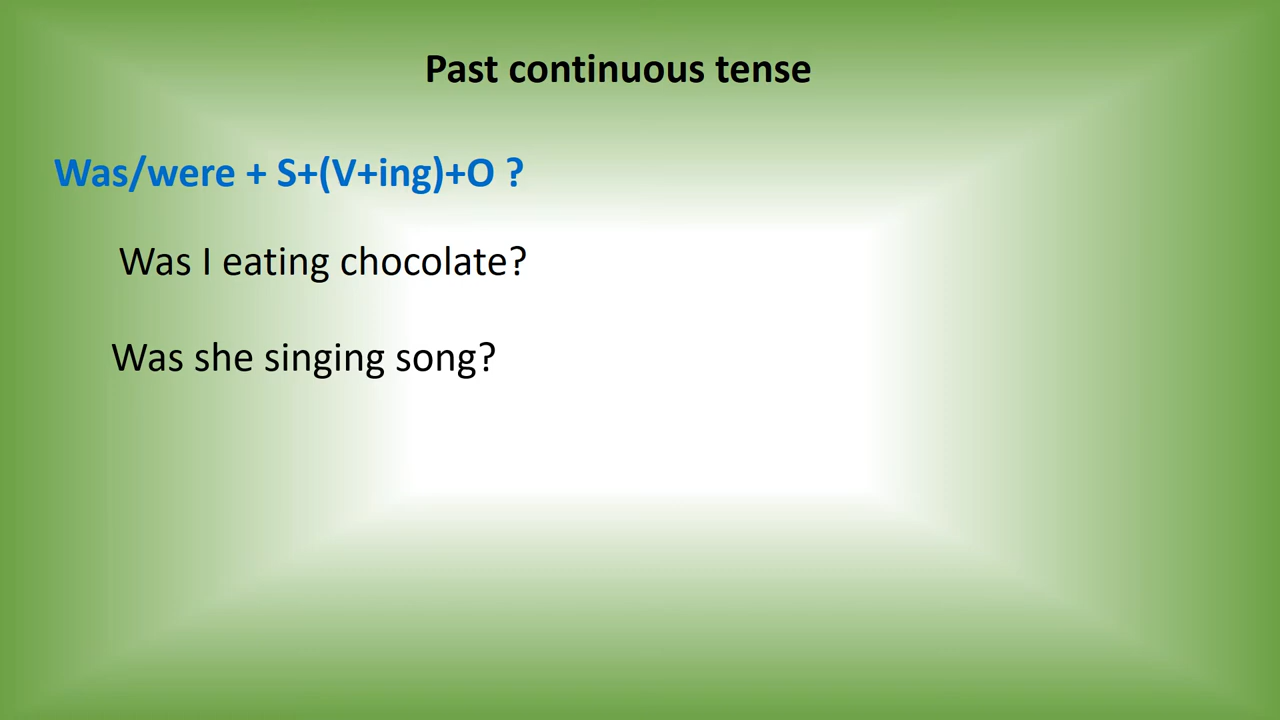 Past continuous tense
Was/were + S+(V+ing)+O ?
Was I eating chocolate?
Was she singing song?